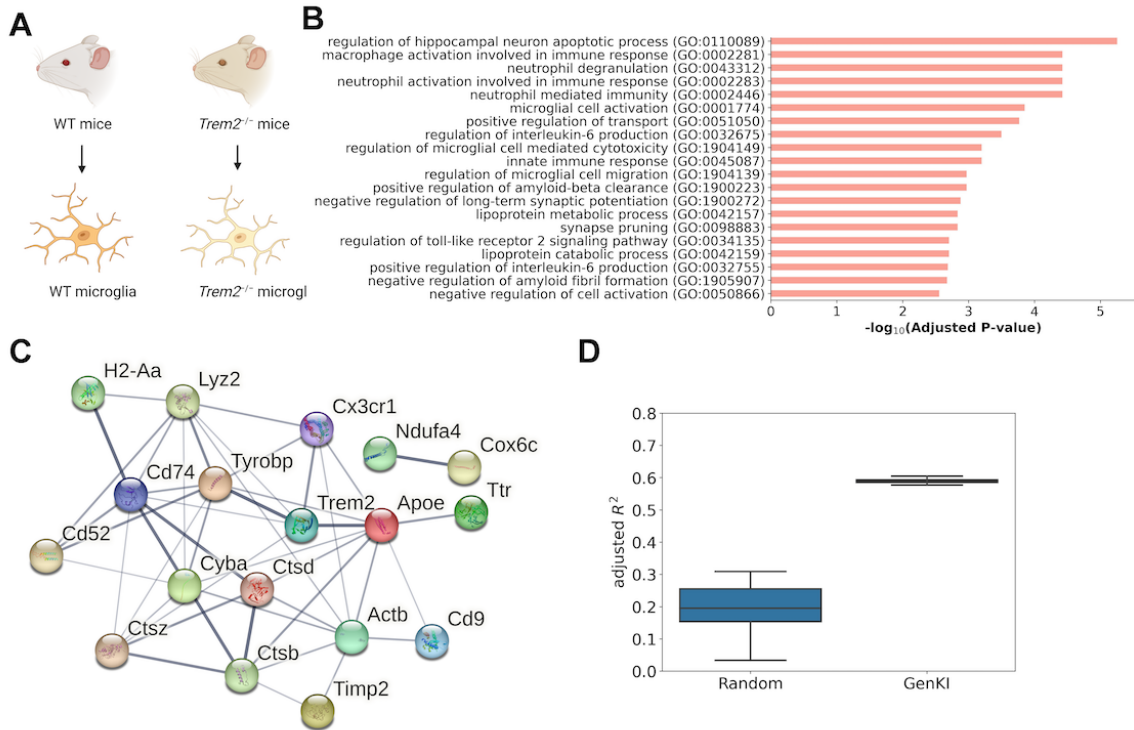 A
WT mice
Trem2-/- mice
WT microglia
Trem2-/- microgl
B
regulation of hippocampal neuron apoptotic process (GO:0110089)
macrophage activation involved in immune response (GO:0002281)
neutrophil degranulation (GO:0043312)
neutrophil activation involved in immune response (GO:0002283)
neutrophil mediated immunity (GO:0002446)
microglial cell activation (GO:0001774)
positive regulation of transport (GO:0051050)
regulation of interleukin-6 production (GO:0032675)
regulation of microglial cell mediated cytotoxicity (GO:1904149)
innate immune response (GO:0045087)
regulation of microglial cell migration (GO:1904139)
positive regulation of amyloid-beta clearance (GO:1900223)
negative regulation of long-term synaptic potentiation (GO:1900272)
lipoprotein metabolic process (GO:0042157)
synapse pruning (GO:0098883)
regulation of toll-like receptor 2 signaling pathway (GO:0034135)
lipoprotein catabolic process (GO:0042159)
positive regulation of interleukin-6 production (GO:0032755)
negative regulation of amyloid fibril formation (GO:1905907)
negative regulation of cell activation (GO:0050866)
0 1 2 3 4 5
-log10(Adjusted P-value)
C
H2-Aa
Lyz2
Cx3cr1
Ndufa4
Cox6c
Cd74
Tyrobp
Trem2
Apoe
Ttr
Cd52
Cyba
Ctsd
Actb
Cd9
Ctsz
Ctsb
Timp2
D
adjusted R2
0.8
0.7
0.6
0.5
0.4
0.3
0.2
0.1
0.0
Random GenKI